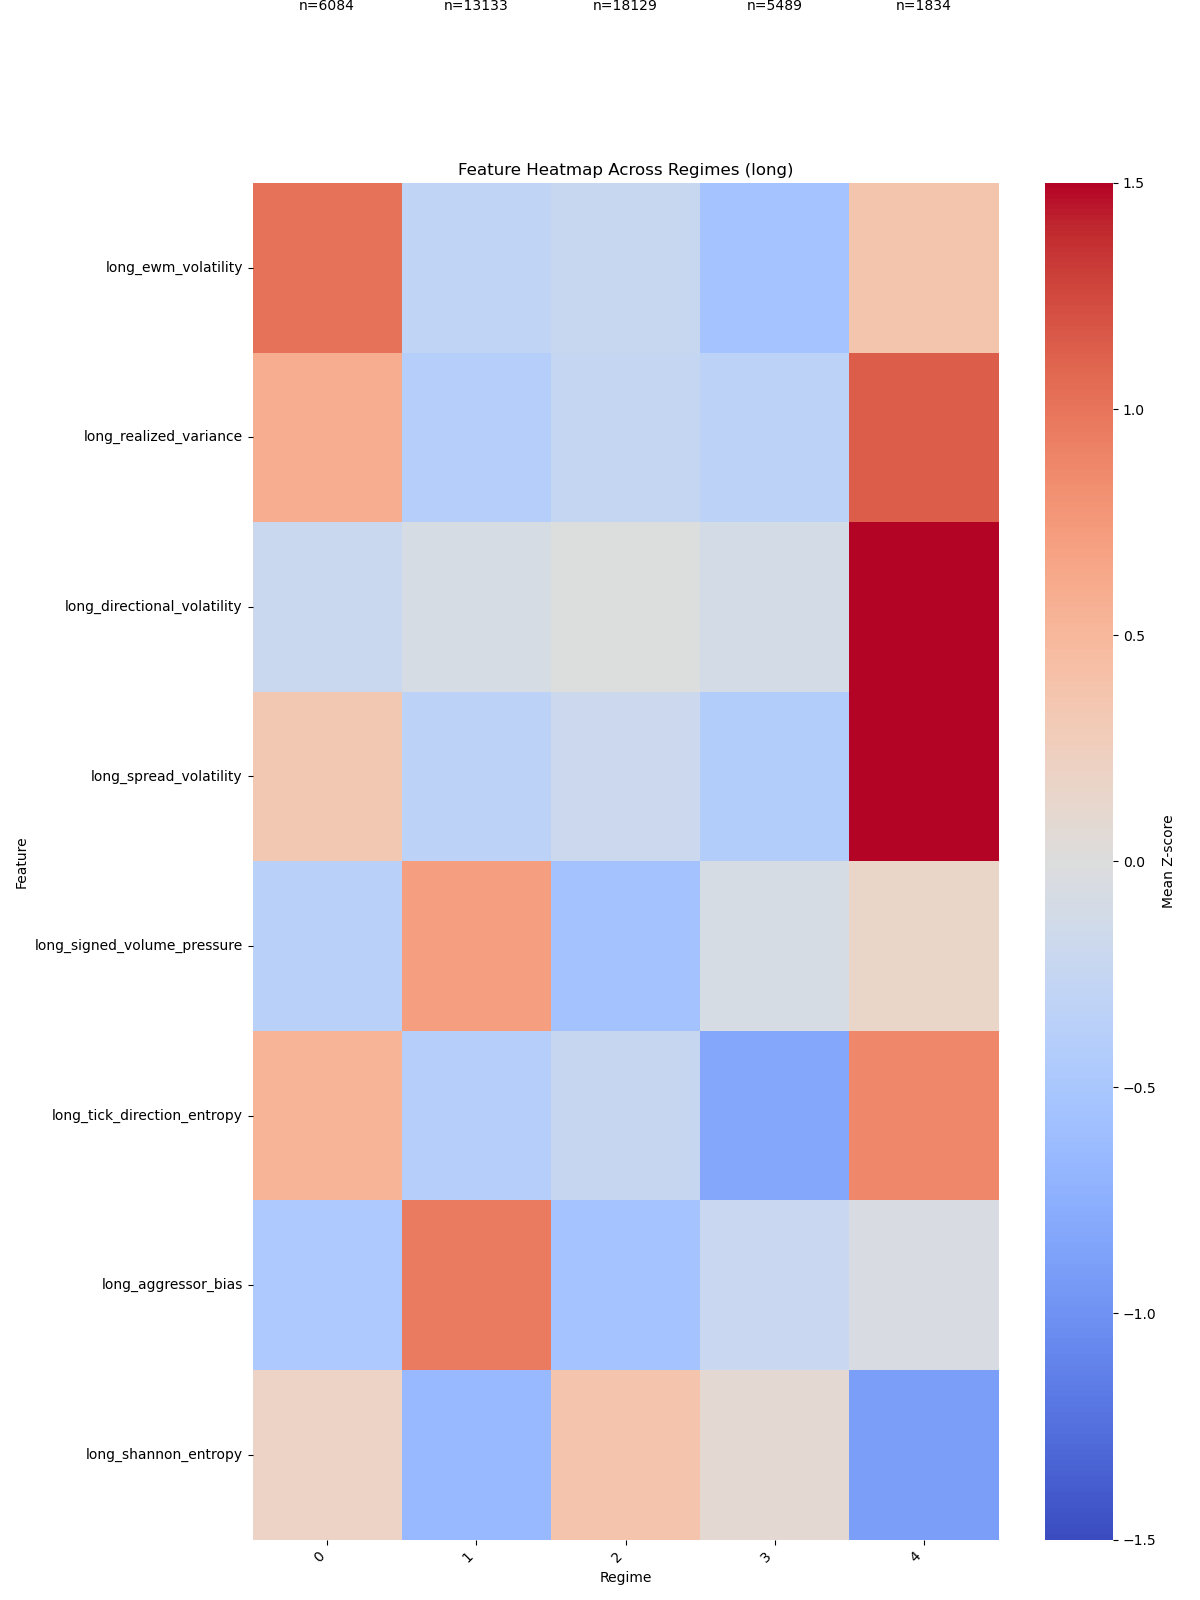 n=6084 n=13133 n=18129 n=5489 n=1834
Feature Heatmap Across Regimes (long)
long_ewm_volatility
long_realized_variance
long_directional_volatility
long_spread_volatility
long_signed_volume_pressure
long_tick_direction_entropy
long_aggressor_bias
long_shannon_entropy
Feature
0 1 2 3 4
Regime
1.5
1.0
0.5
0.0
−0.5
−1.0
−1.5
Mean Z-score